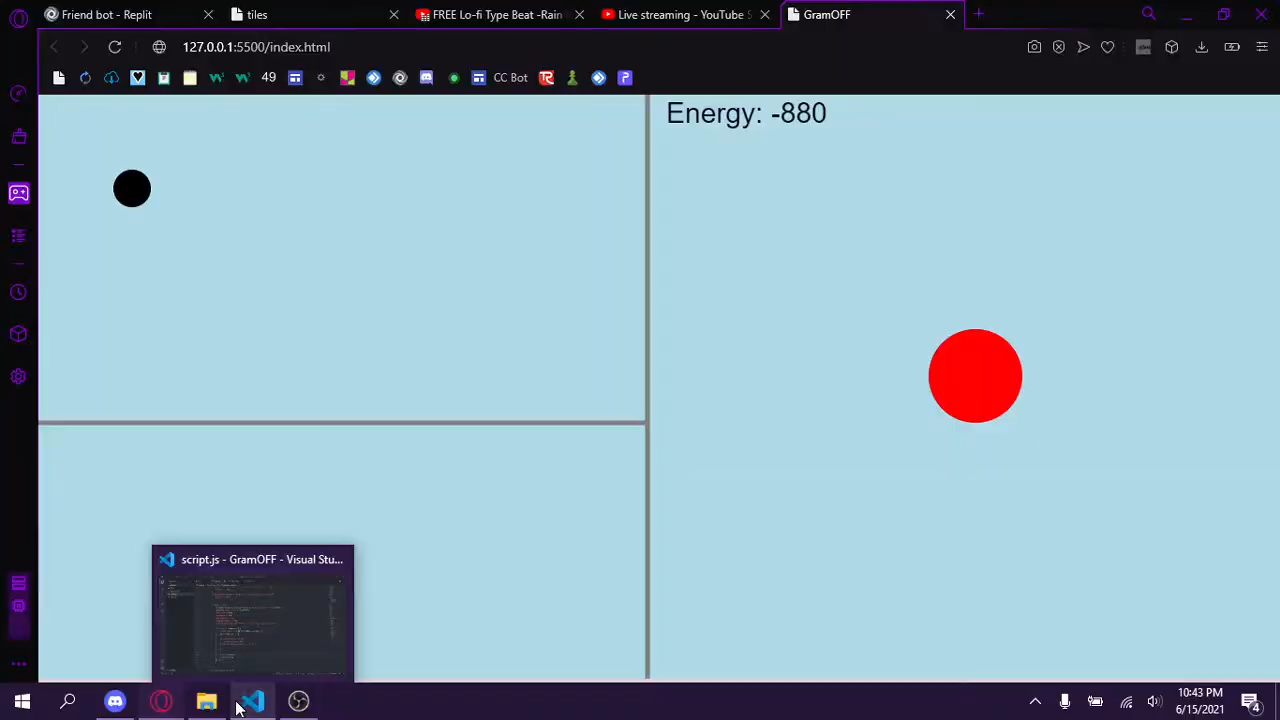 Friend bot - Replit
tiles
FREE Lo-fi Type Beat -Rain
Live streaming - YouTube S
GramOFF
127.0.0.1:5500/index.html
49
CC Bot
Energy: -880
script.js - GramOFF - Visual Stu...
10:43 PM
6/15/2021
4